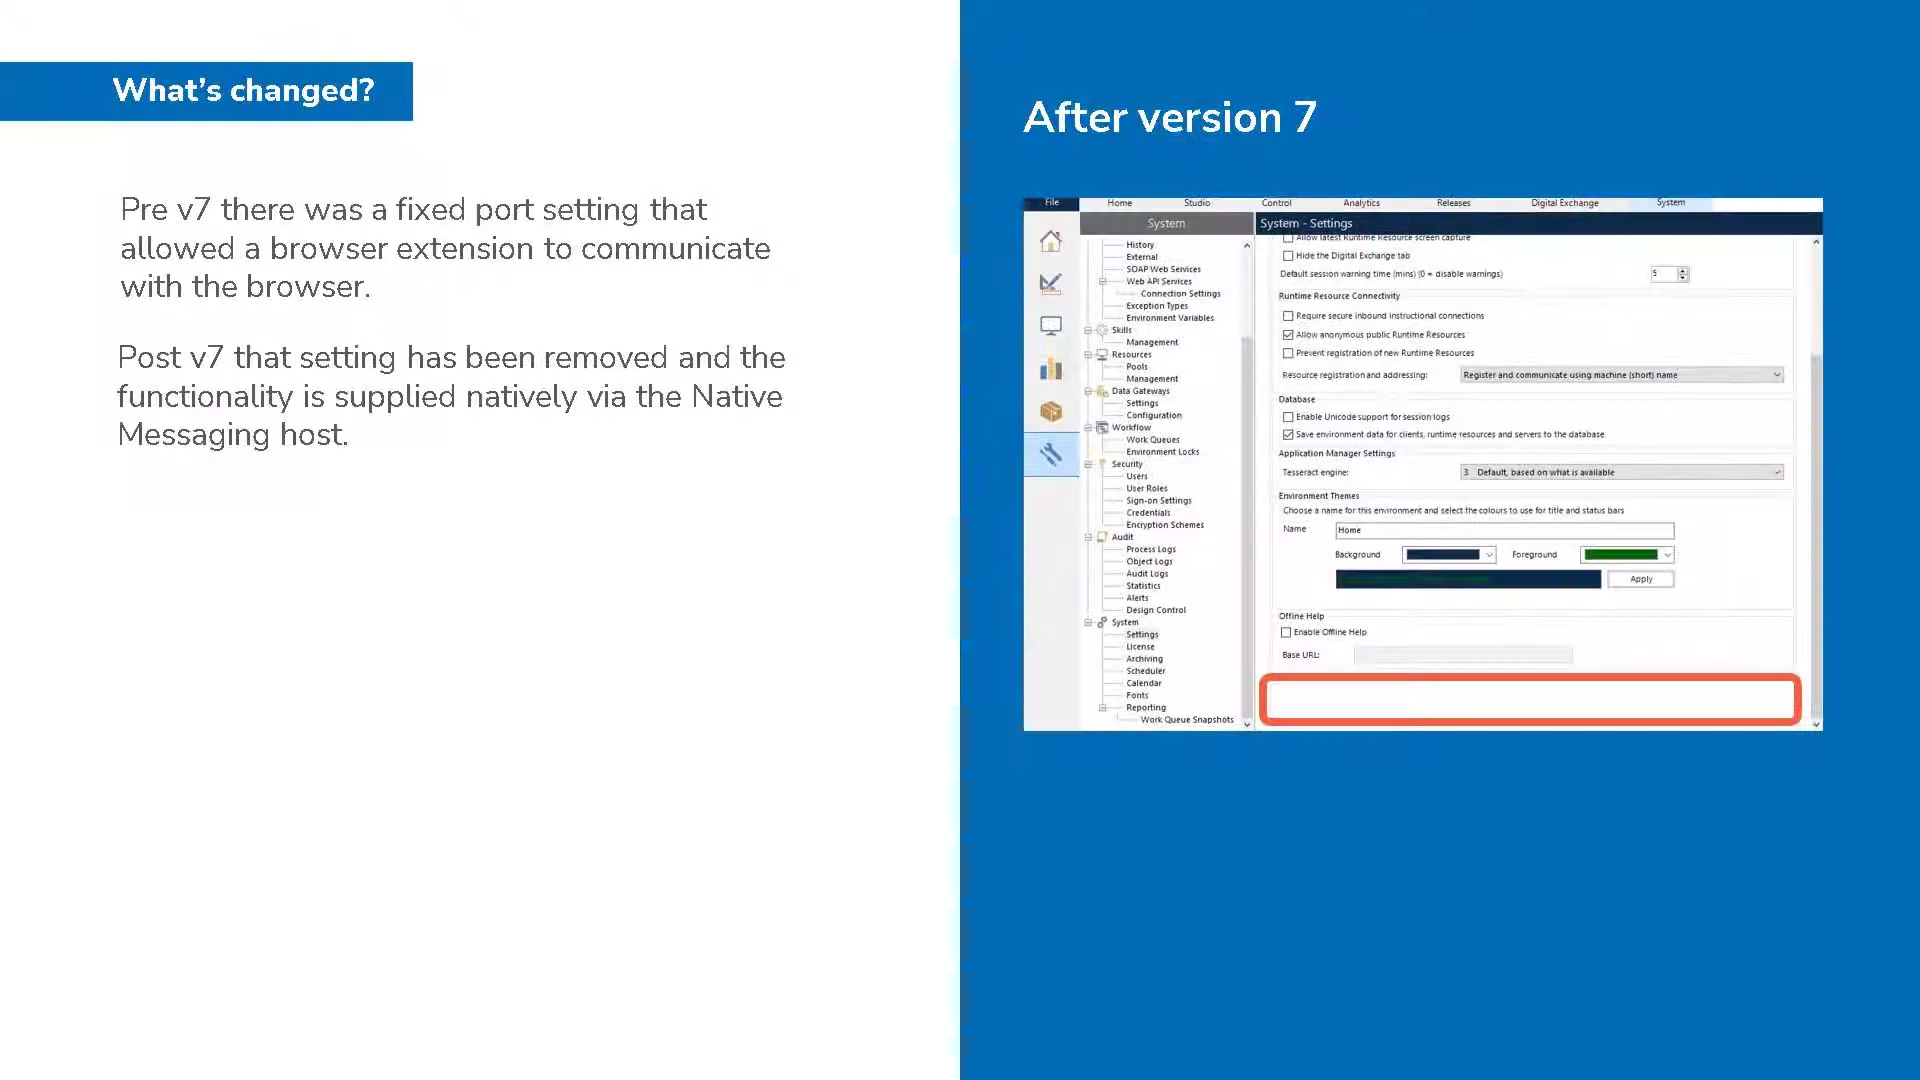 What's changed?
Pre v7 there was a fixed port setting that
allowed a browser extension to communicate
with the browser.
Post v7 that setting has been removed and the
functionality is supplied natively via the Native
Messaging host.
After version 7
File Home Studio Control Analytics Releases Digital Exchange System
System
History
External
SOAP Web Services
Web API Services
Connection Settings
Exception Types
Environment Variables
Skills
Management
Resources
Pools
Management
Data Gateways
Settings
Configuration
Workflow
Work Queues
Environment Locks
Security
Users
User Roles
Sign-on Settings
Credentials
Encryption Schemes
Audit
Process Logs
Object Logs
Audit Logs
Statistics
Alerts
Design Control
System
Settings
License
Archiving
Scheduler
Calendar
Fonts
Reporting
Work Queue Snapshots
System - Settings
Allow latest Runtime Resource screen capture
Hide the Digital Exchange tab
Default session warning time (mins) (0 = disable warnings) 5
Runtime Resource Connectivity
Require secure inbound instructional connections
Allow anonymous public Runtime Resources
Prevent registration of new Runtime Resources
Resource registration and addressing: Register and communicate using machine (short) name
Database
Enable Unicode support for session logs
Save environment data for clients, runtime resources and servers to the database
Application Manager Settings
Tesseract engine: 3 Default, based on what is available
Environment Themes
Choose a name for this environment and select the colours to use for title and status bars
Name Home
Background Foreground
Apply
Offline Help
Enable Offline Help
Base URL: